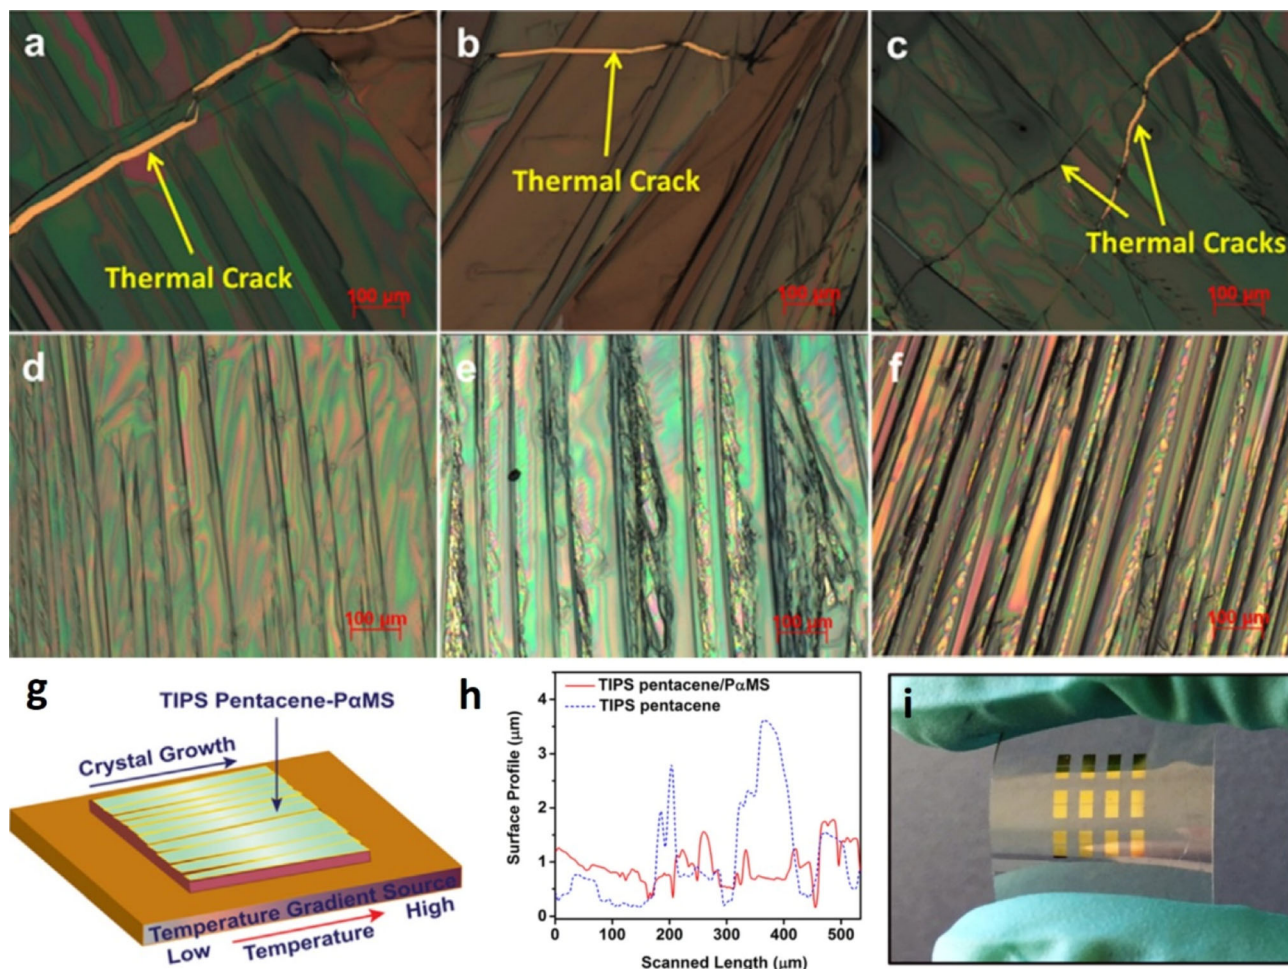 a
Thermal Crack
100 µm
b
Thermal Crack
100 µm
c
Thermal Cracks
100 µm
d
100 µm
e
100 µm
f
100 µm
g
TIPS Pentacene-PαMS
Crystal Growth
Temperature Gradient Source
Low
High
Temperature
h
TIPS pentacene/PαMS
TIPS pentacene
Surface Profile (µm)
4
3
2
1
0
0 100 200 300 400 500
Scanned Length (µm)
i